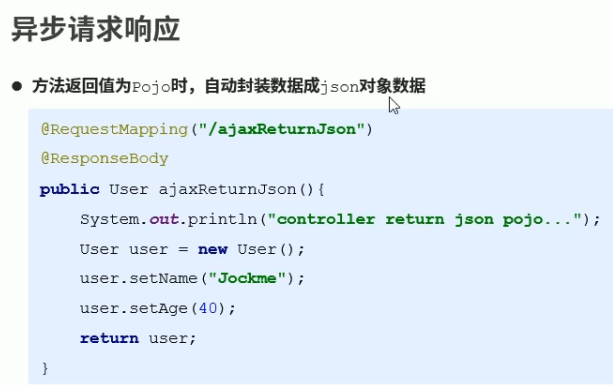 异步请求响应
● 方法返回值为Pojo时，自动封装数据成json对象数据
@RequestMapping("/ajaxReturnJson")
@ResponseBody
public User ajaxReturnJson(){
    System.out.println("controller return json pojo...");
    User user = new User();
    user.setName("Jockme");
    user.setAge(40);
    return user;
}